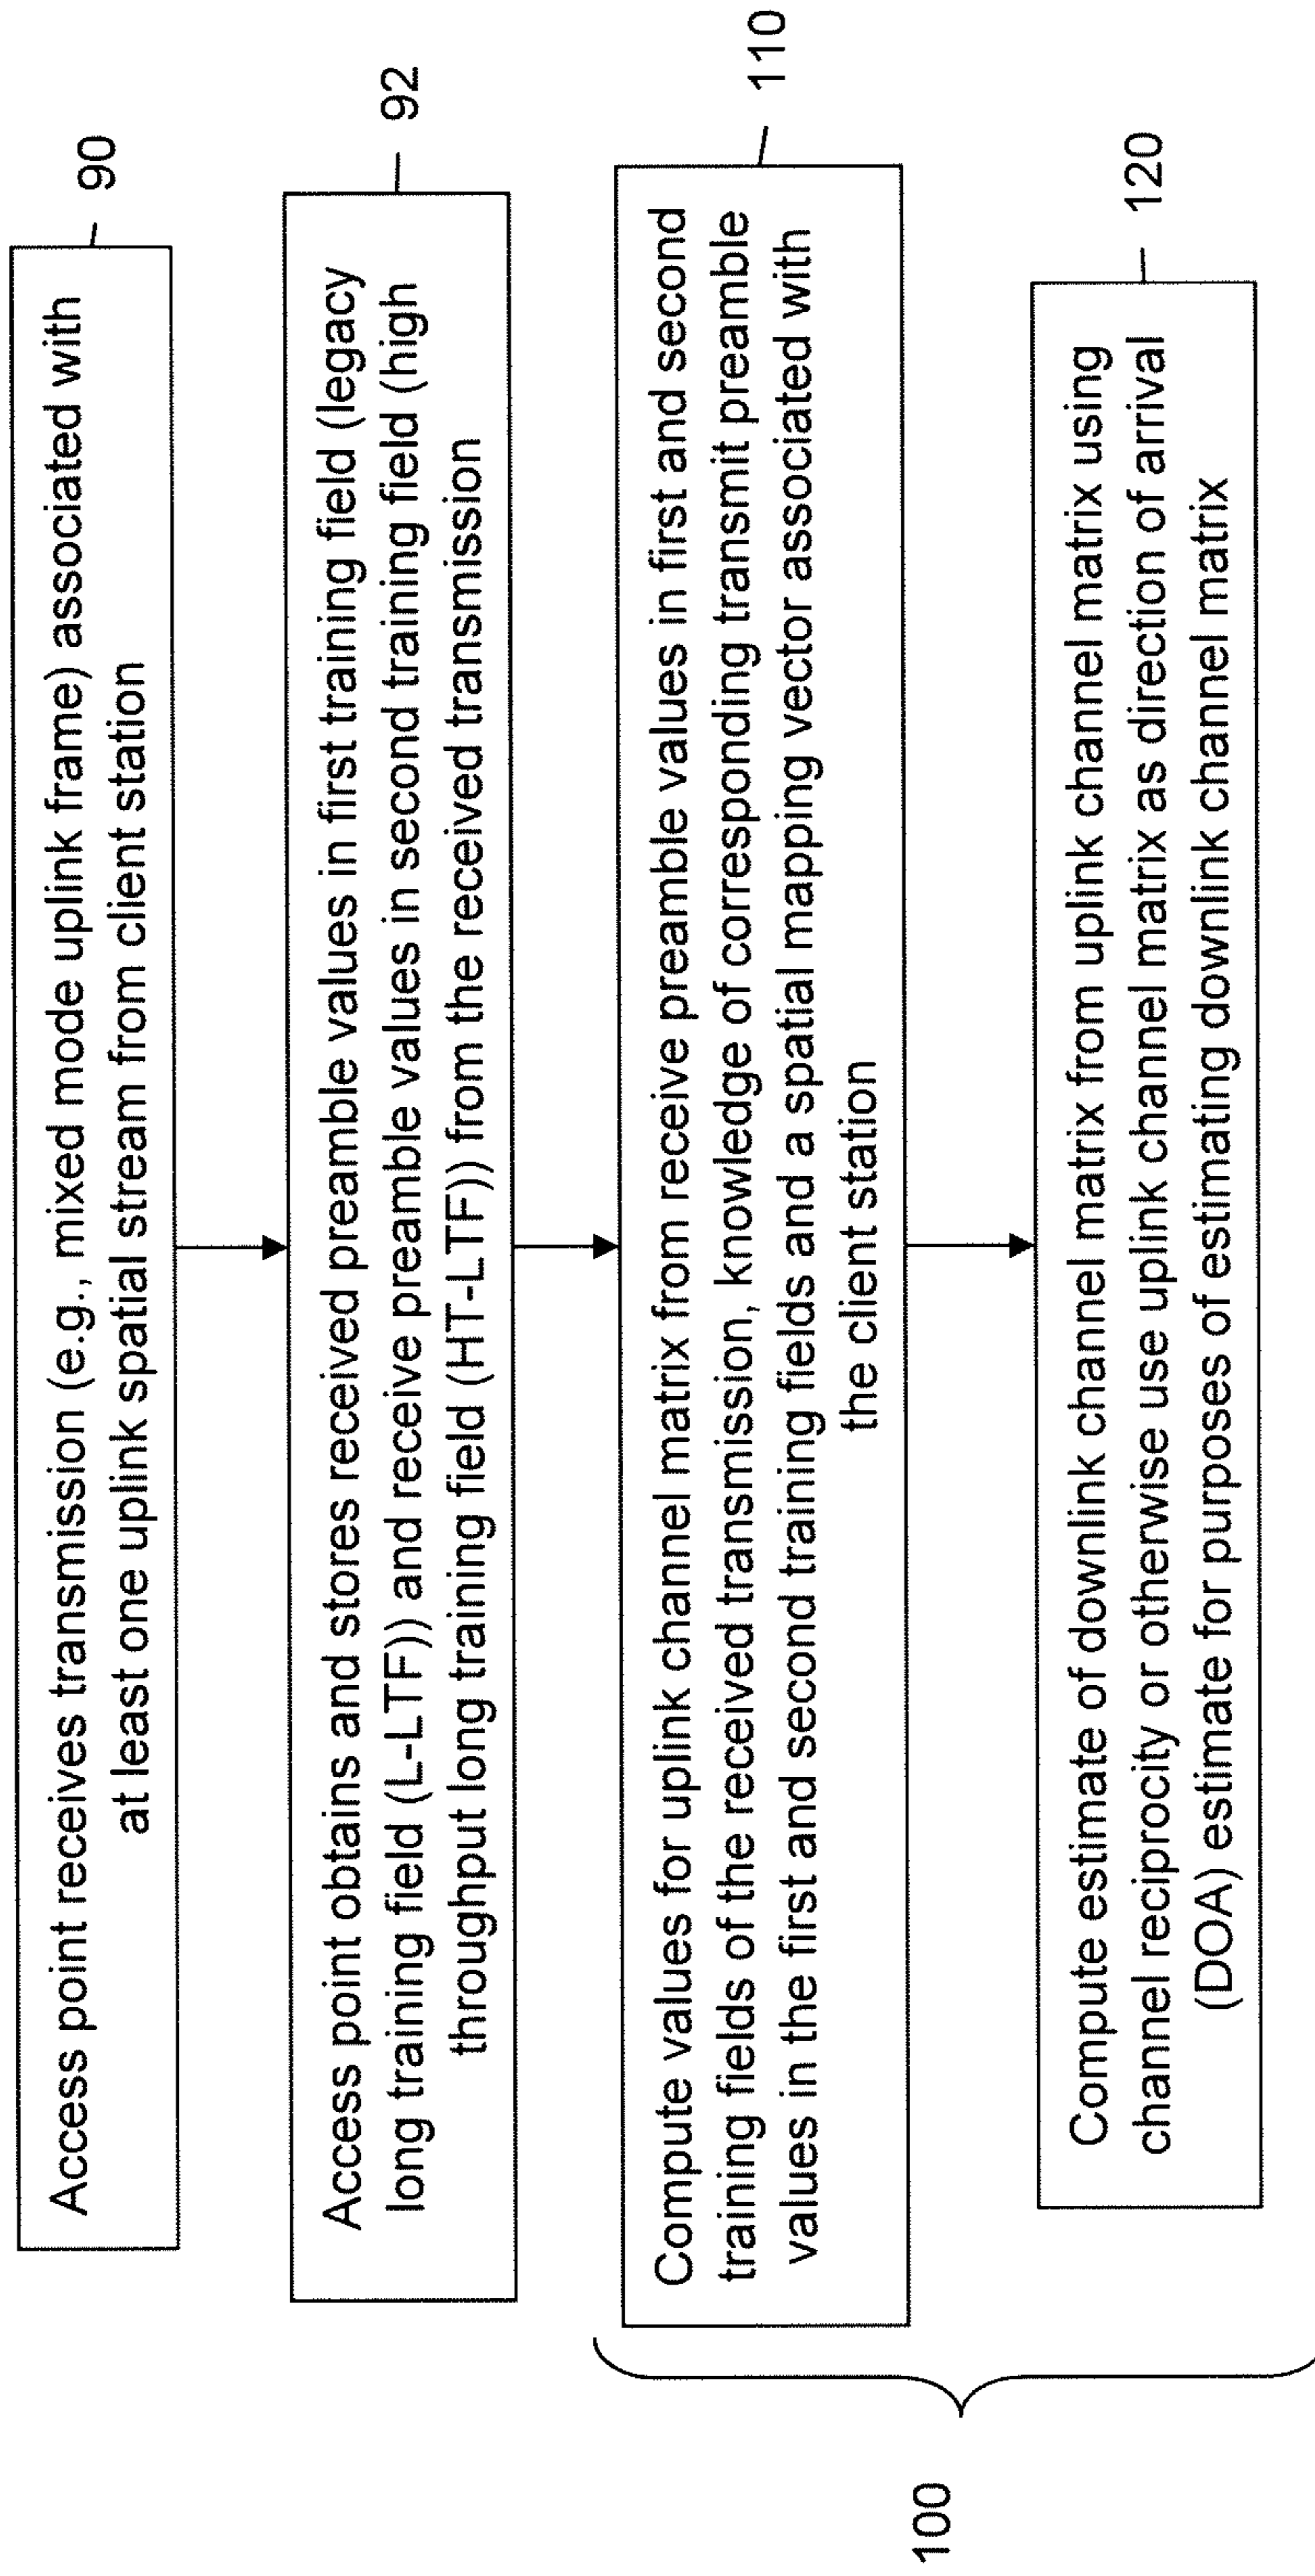 Access point receives transmission (e.g., mixed mode uplink frame) associated with
at least one uplink spatial stream from client station
90
Access point obtains and stores received preamble values in first training field (legacy
long training field (L-LTF)) and receive preamble values in second training field (high
throughput long training field (HT-LTF)) from the received transmission
92
Compute values for uplink channel matrix from receive preamble values in first and second
training fields of the received transmission, knowledge of corresponding transmit preamble
values in the first and second training fields and a spatial mapping vector associated with
the client station
110
Compute estimate of downlink channel matrix from uplink channel matrix using
channel reciprocity or otherwise use uplink channel matrix as direction of arrival
(DOA) estimate for purposes of estimating downlink channel matrix
120
100